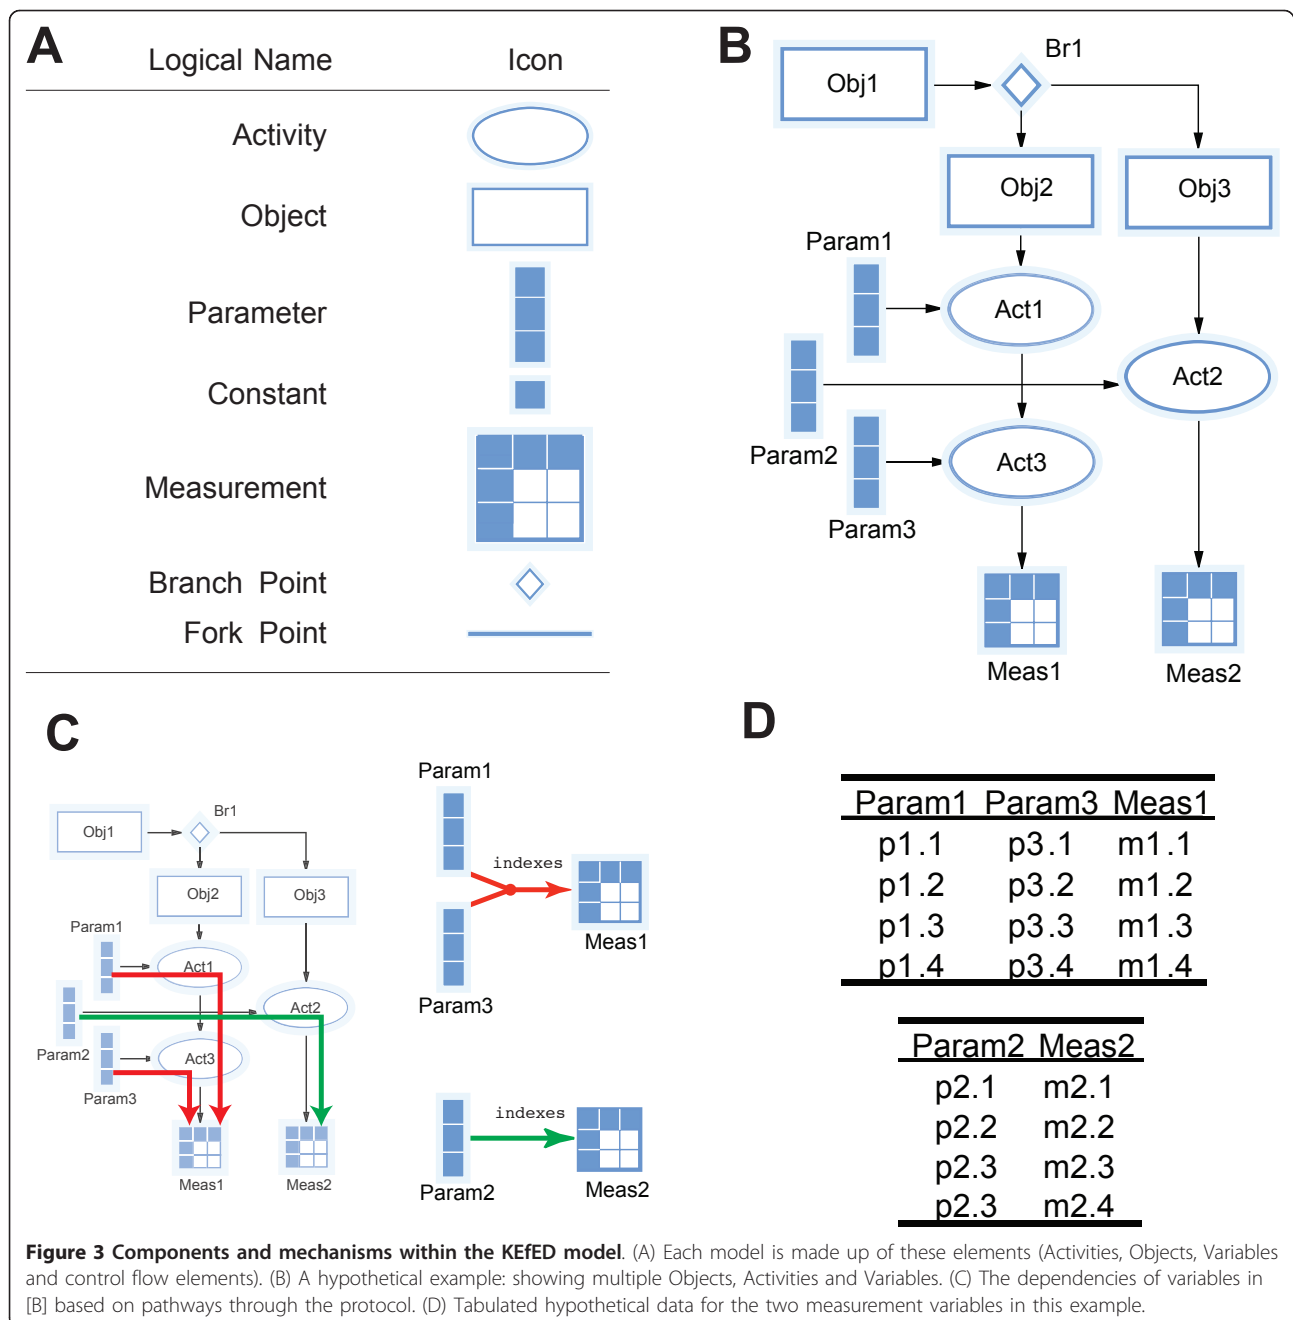 A
Logical Name Icon
Activity
Object
Parameter
Constant
Measurement
Branch Point
Fork Point
B
Br1
Obj1
Obj2
Obj3
Param1
Act1
Act2
Param2
Act3
Param3
Meas1
Meas2
C
Br1
Obj1
Obj2
Obj3
Param1
Act1
Act2
Param2
Act3
Param3
Meas1
Meas2
Param1
indexes
Meas1
Param3
indexes
Param2
Meas2
D
Param1 Param3 Meas1
p1.1 p3.1 m1.1
p1.2 p3.2 m1.2
p1.3 p3.3 m1.3
p1.4 p3.4 m1.4
Param2 Meas2
p2.1 m2.1
p2.2 m2.2
p2.3 m2.3
p2.3 m2.4
Figure 3 Components and mechanisms within the KEfED model. (A) Each model is made up of these elements (Activities, Objects, Variables
and control flow elements). (B) A hypothetical example: showing multiple Objects, Activities and Variables. (C) The dependencies of variables in
[B] based on pathways through the protocol. (D) Tabulated hypothetical data for the two measurement variables in this example.